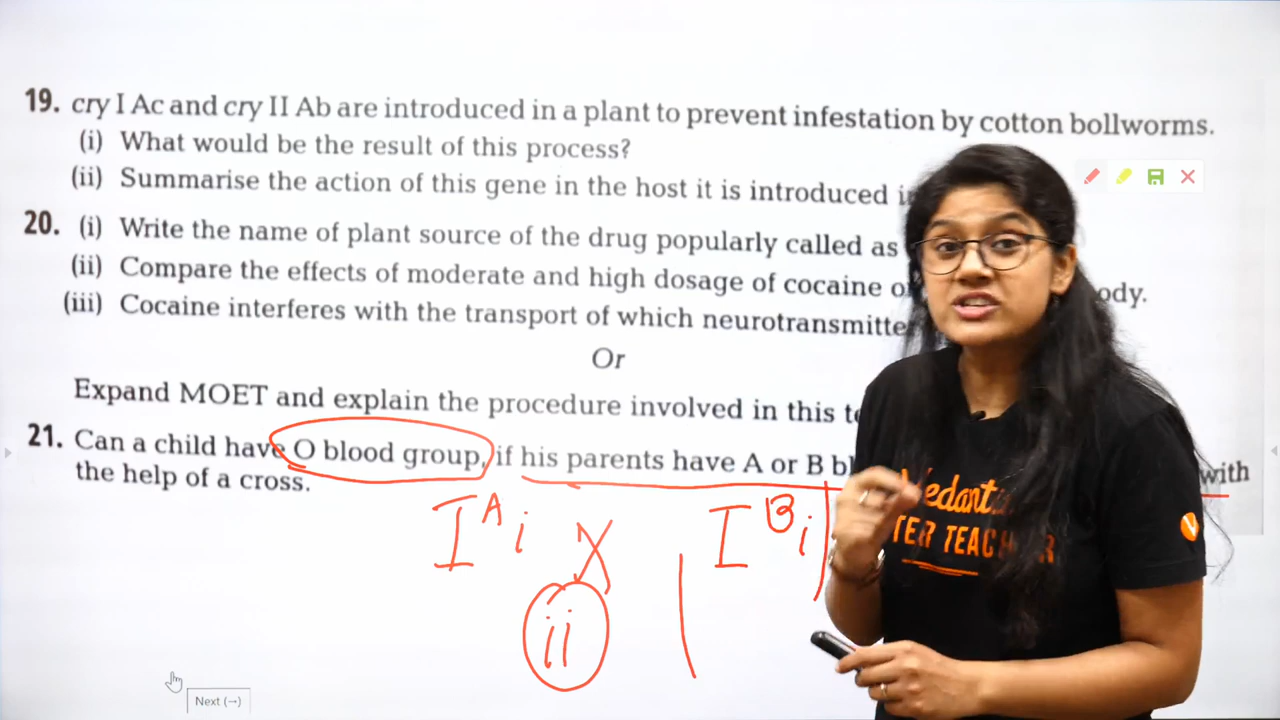 19. cry I Ac and cry II Ab are introduced in a plant to prevent infestation by cotton bollworms.
(i) What would be the result of this process?
(ii) Summarise the action of this gene in the host it is introduced
20. (i) Write the name of plant source of the drug popularly called as
(ii) Compare the effects of moderate and high dosage of cocaine
(iii) Cocaine interferes with the transport of which
Or
Expand MOET and explain the procedure involved in this
21. Can a child have O blood group, if his parents have A or B with
the help of a cross.
I^A i X I^B i
ii
Vedant
TER TEACHER
V
Next (→)